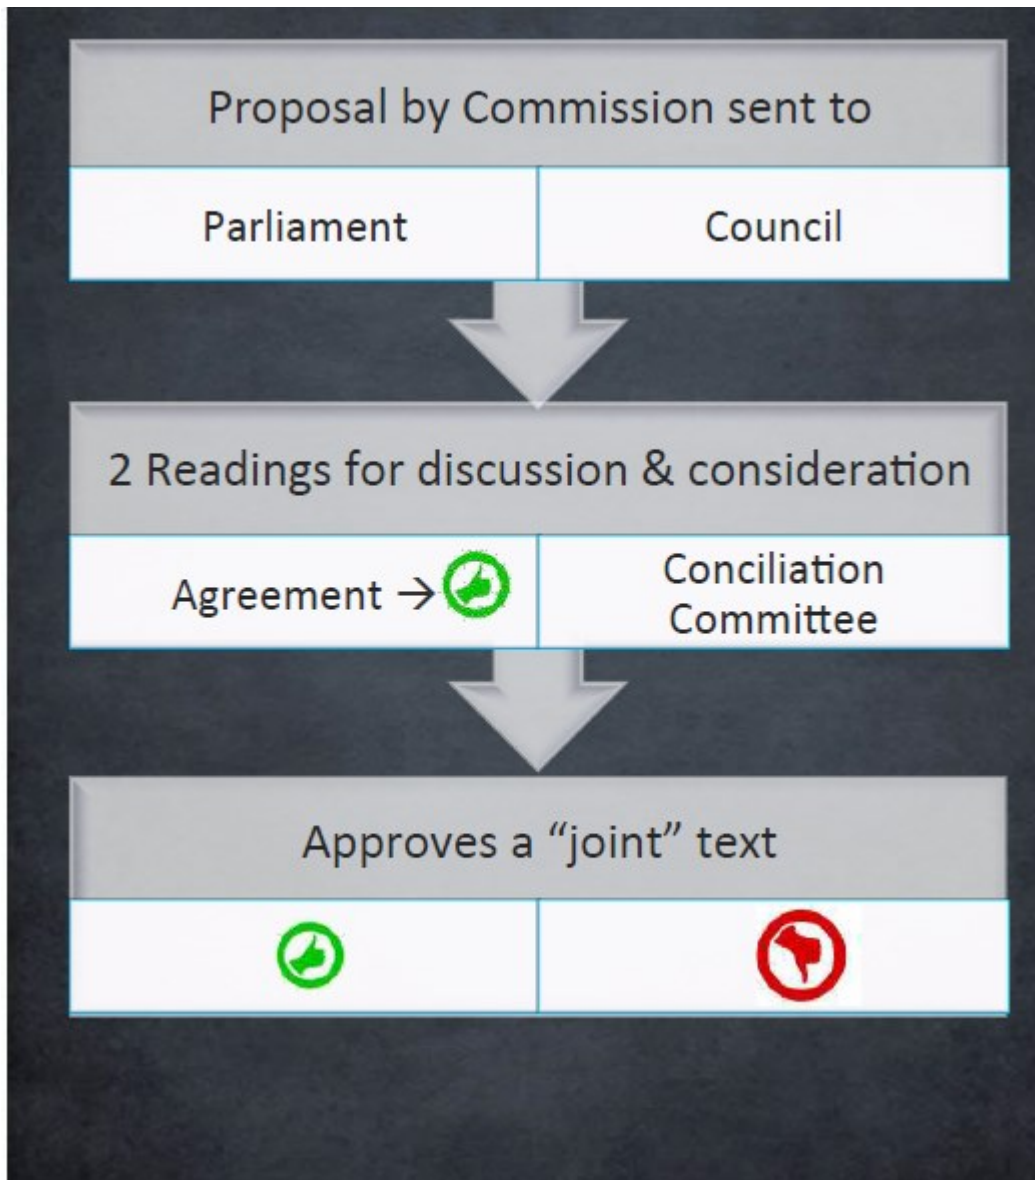 Proposal by Commission sent to
Parliament
Council
2 Readings for discussion & consideration
Agreement →
Conciliation
Committee
Approves a “joint” text